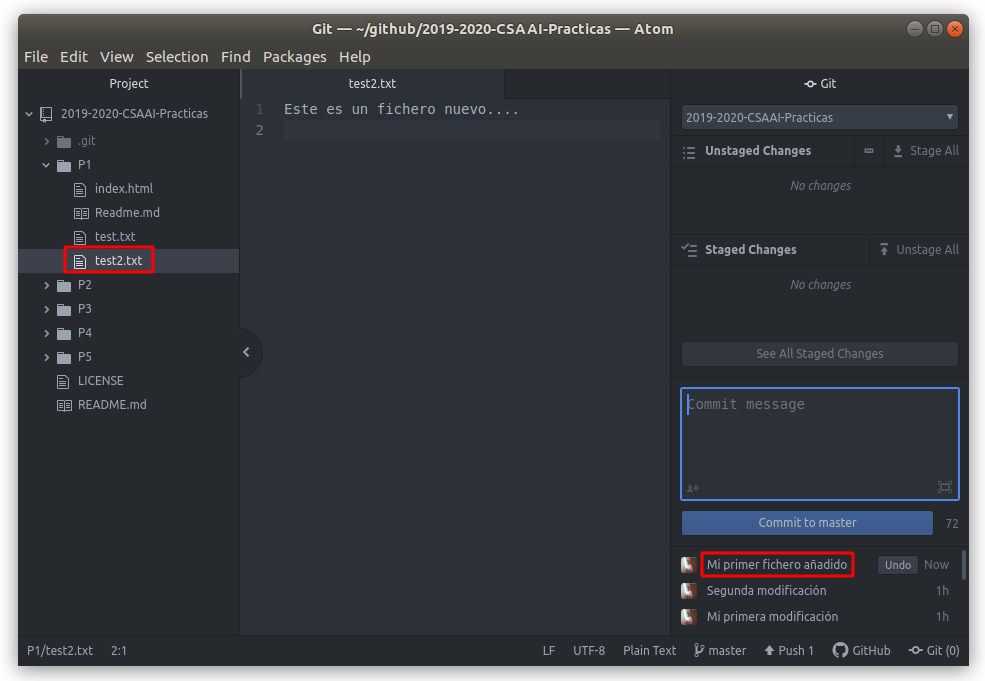 Git — ~/github/2019-2020-CSAAI-Practicas — Atom
File Edit View Selection Find Packages Help
Project
2019-2020-CSAAI-Practicas
.git
P1
index.html
Readme.md
test.txt
test2.txt
P2
P3
P4
P5
LICENSE
README.md
test2.txt
1 Este es un fichero nuevo....
2
Git
2019-2020-CSAAI-Practicas
Unstaged Changes Stage All
No changes
Staged Changes Unstage All
No changes
See All Staged Changes
Commit message
Commit to master 72
Mi primer fichero añadido Undo Now
Segunda modificación 1h
Mi primera modificación 1h
P1/test2.txt 2:1 LF UTF-8 Plain Text master Push 1 GitHub Git (0)